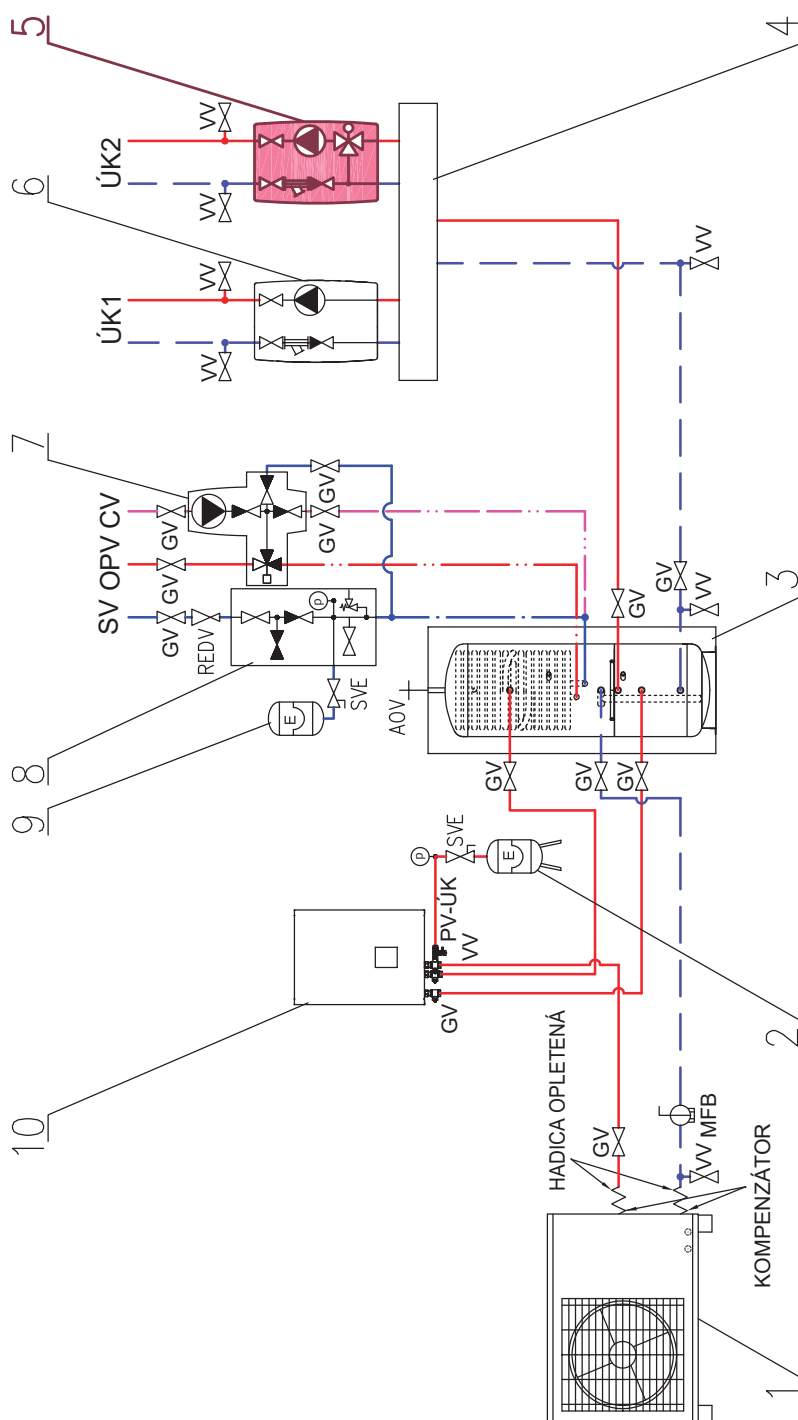 10
9
8
7
6
5
SV OPV CV
ÚK1
ÚK2
GV
GV
GV
REDV
VV
VV
VV
VV
GV
GV
p
E
SVE
AOV
p
SVE
PV-ÚK
VV
GV
E
GV
GV
GV
HADICA OPLETENÁ
GV
GV
GV
VV
MFB
VV
VV
KOMPENZÁTOR
1
2
3
4